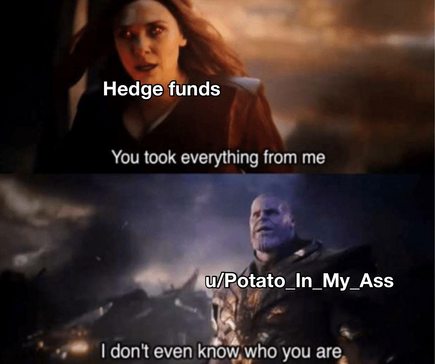 Hedge funds
You took everything from me
u/Potato_In_My_Ass
I don't even know who you are